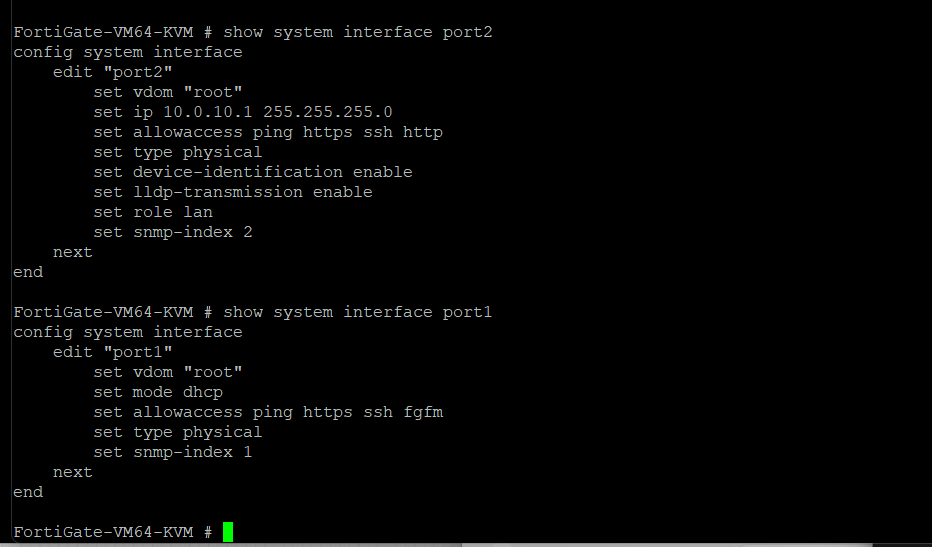 FortiGate-VM64-KVM # show system interface port2
config system interface
    edit "port2"
        set vdom "root"
        set ip 10.0.10.1 255.255.255.0
        set allowaccess ping https ssh http
        set type physical
        set device-identification enable
        set lldp-transmission enable
        set role lan
        set snmp-index 2
    next
end
FortiGate-VM64-KVM # show system interface port1
config system interface
    edit "port1"
        set vdom "root"
        set mode dhcp
        set allowaccess ping https ssh fgfm
        set type physical
        set snmp-index 1
    next
end
FortiGate-VM64-KVM #